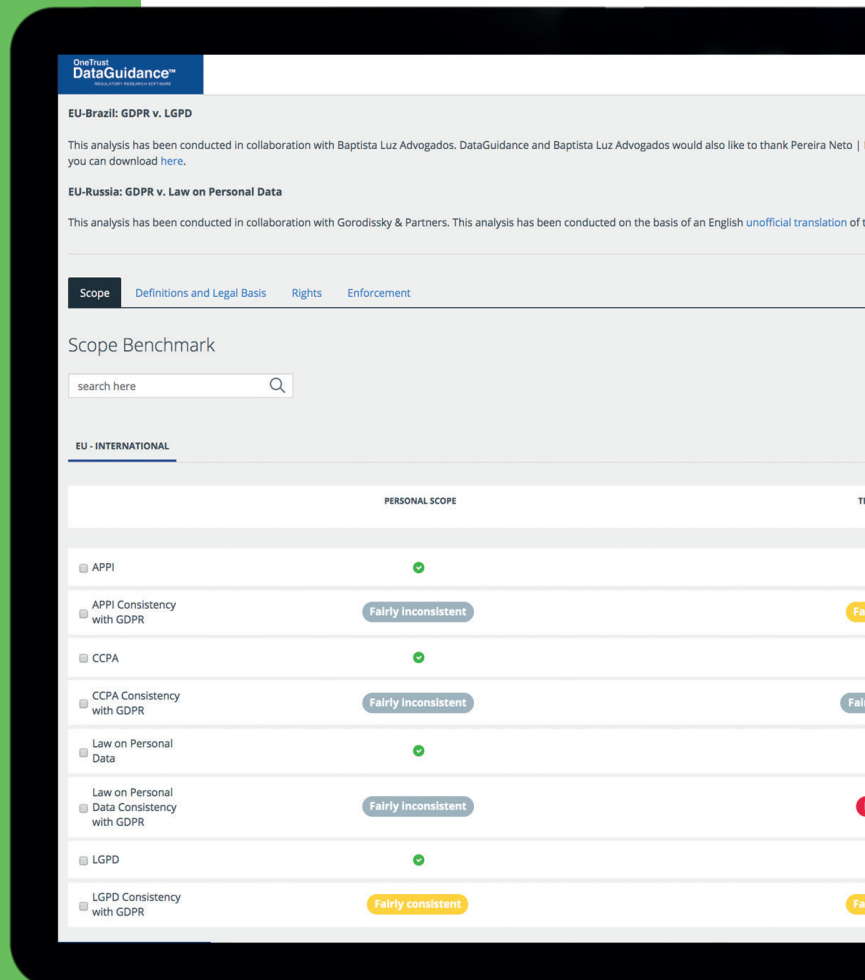 OneTrust
DataGuidance™
REGULATORY RESEARCH SOFTWARE
EU-Brazil: GDPR v. LGPD
This analysis has been conducted in collaboration with Baptista Luz Advogados. DataGuidance and Baptista Luz Advogados would also like to thank Pereira Neto |
you can download here.
EU-Russia: GDPR v. Law on Personal Data
This analysis has been conducted in collaboration with Gorodissky & Partners. This analysis has been conducted on the basis of an English unofficial translation of
Scope Definitions and Legal Basis Rights Enforcement
Scope Benchmark
search here
EU - INTERNATIONAL
PERSONAL SCOPE
APPI
APPI Consistency
with GDPR
Fairly inconsistent
CCPA
CCPA Consistency
with GDPR
Fairly inconsistent
Law on Personal
Data
Law on Personal
Data Consistency
with GDPR
Fairly inconsistent
LGPD
LGPD Consistency
with GDPR
Fairly consistent